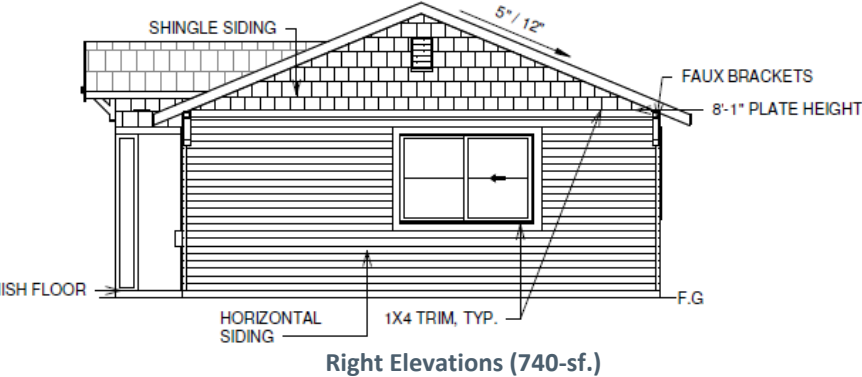 SHINGLE SIDING
5"/12"
FAUX BRACKETS
8'-1" PLATE HEIGHT
ISH FLOOR
F.G
HORIZONTAL
SIDING
1X4 TRIM, TYP.
Right Elevations (740-sf.)